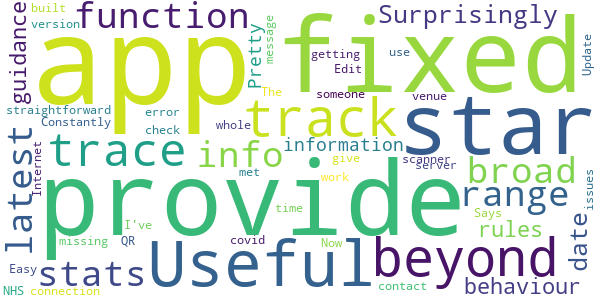 built
version
guidance
function
Surprisingly
app
fixed
Pretty
message
getting
use
Edit
Update
The
someone
venue
straightforward
Constantly
error
check
track
star
latest
Internet
trace
whole
info
information
give
met
work
scanner
server
broad
provide
range
issues
time
I've
Says
rules
date
missing
QR
covid
Now
Useful
beyond
Easy
stats
NHS
connection
contact
behaviour